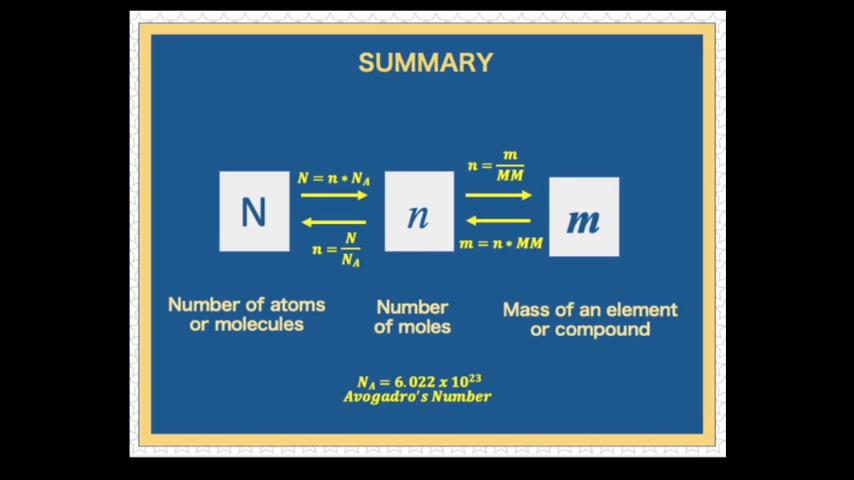 SUMMARY
N = n * N_A
n = m/MM
N
n
m
n = N/N_A
m = n * MM
Number of atoms
or molecules
Number
of moles
Mass of an element
or compound
N_A = 6.022 x 10^23
Avogadro's Number